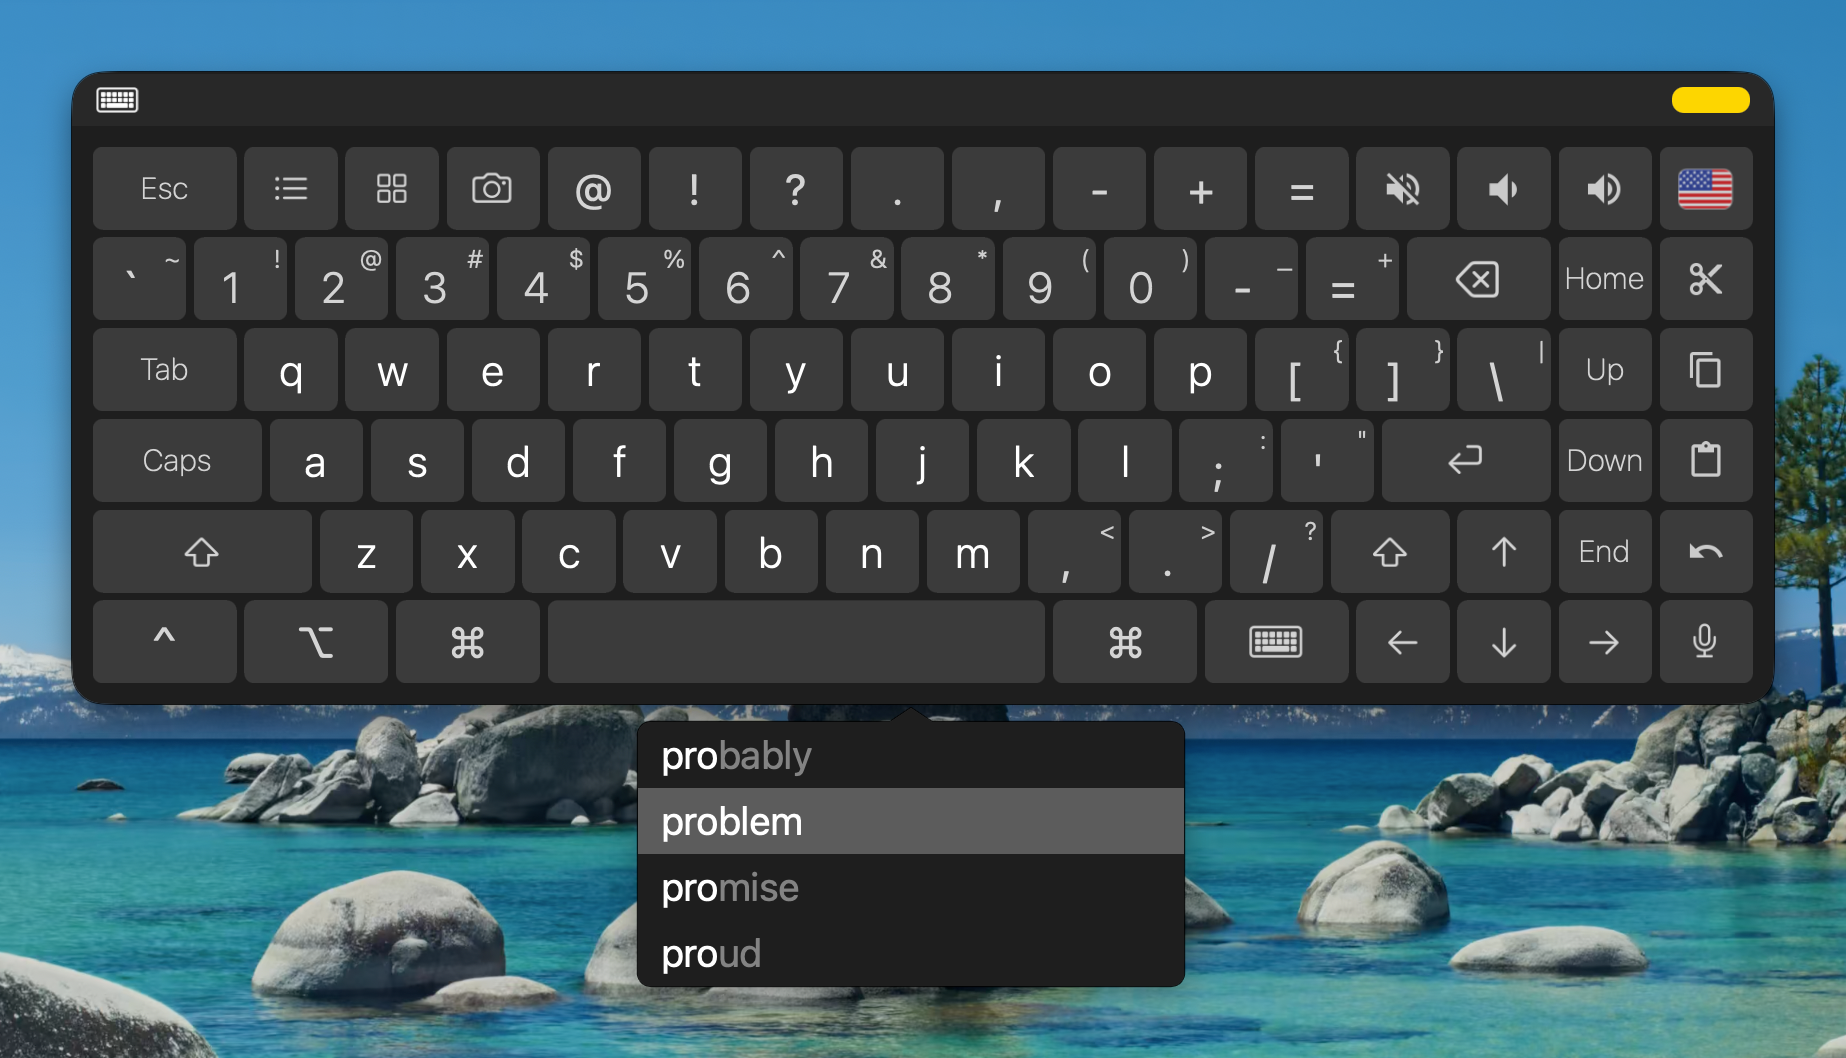 Esc @ ! ? . , - + =
` ~ 1 ! 2 @ 3 # 4 $ 5 % 6 ^ 7 & 8 * 9 ( 0 ) - _ = + Home
Tab q w e r t y u i o p [ { ] } \ | Up
Caps a s d f g h j k l ; : ' " Down
z x c v b n m , < . > / ? End
^ ⌥ ⌘ ⌘
probably
problem
promise
proud